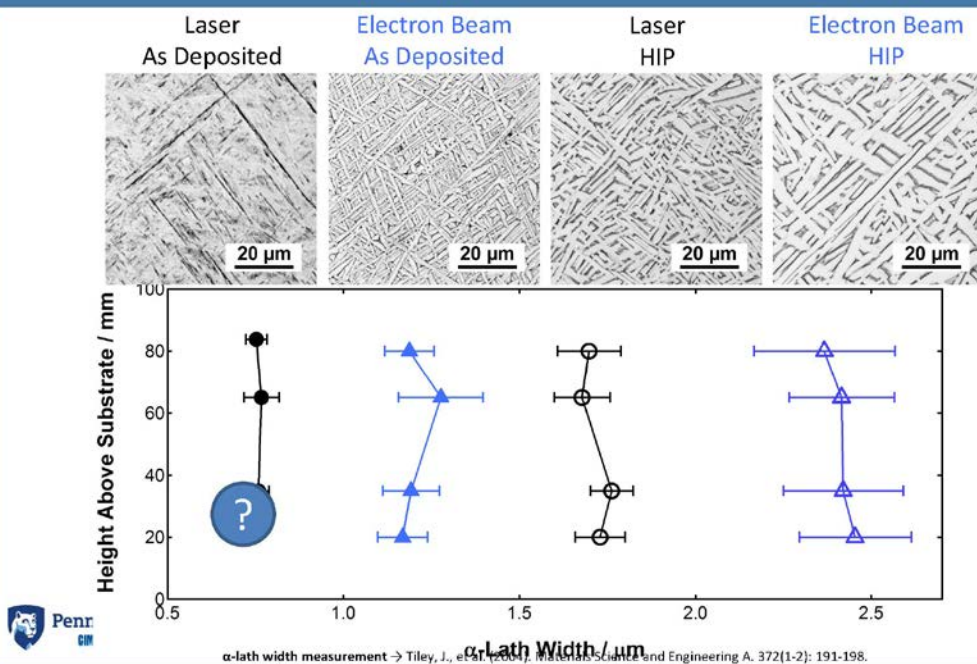 Laser
As Deposited
Electron Beam
As Deposited
Laser
HIP
Electron Beam
HIP
20 µm
20 µm
20 µm
20 µm
Height Above Substrate / mm
100
80
60
40
20
0
?
0.5
1.0
1.5
2.0
2.5
α-Lath Width / µm
α-lath width measurement → Tiley, J., et al. (2004). Materials Science and Engineering A. 372(1-2): 191-198.
Penn
CIM